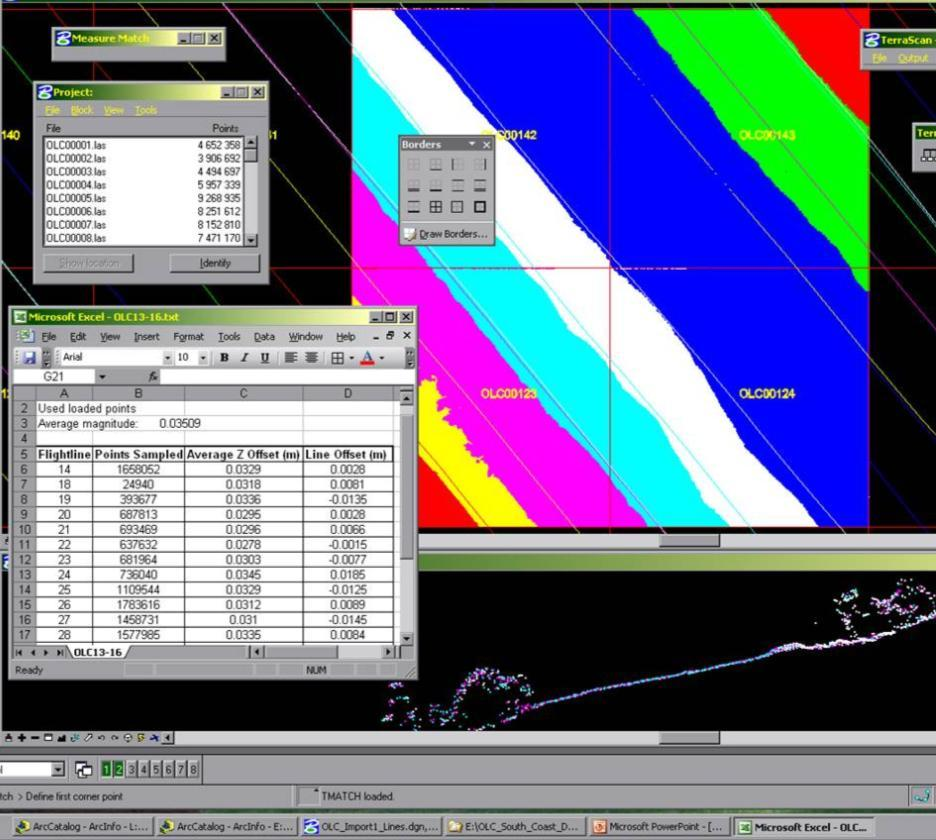 Measure Match
TerraScan -
File Output
Project:
File Block View Tools
File Points
OLC00001.las 4 652 358
OLC00002.las 3 906 692
OLC00003.las 4 494 697
OLC00004.las 5 957 339
OLC00005.las 9 268 935
OLC00006.las 8 251 612
OLC00007.las 8 152 810
OLC00008.las 7 471 170
Show location Identify
140
41
OLC00142
OLC00143
Borders
Draw Borders...
OLC00123
OLC00124
Microsoft Excel - OLC13-16.txt
File Edit View Insert Format Tools Data Window Help
Arial 10 B I U A
G21 fx
A B C D
2 Used loaded points
3 Average magnitude: 0.03509
4
5 Flightline Points Sampled Average Z Offset (m) Line Offset (m)
6 14 1658052 0.0329 0.0028
7 18 24940 0.0318 0.0081
8 19 393677 0.0336 -0.0135
9 20 687813 0.0295 0.0028
10 21 693469 0.0296 0.0066
11 22 637632 0.0278 -0.0015
12 23 681964 0.0303 -0.0077
13 24 736040 0.0345 0.0185
14 25 1109544 0.0329 -0.0125
15 26 1783616 0.0312 0.0089
16 27 1458731 0.031 -0.0145
17 28 1577985 0.0335 0.0084
OLC13-16
Ready NUM
1 2 3 4 5 6 7 8
tch > Define first corner point TMATCH loaded.
ArcCatalog - ArcInfo - L:... ArcCatalog - ArcInfo - E:... OLC_Import1_Lines.dgn,... E:\OLC_South_Coast_D... Microsoft PowerPoint - [... Microsoft Excel - OLC...